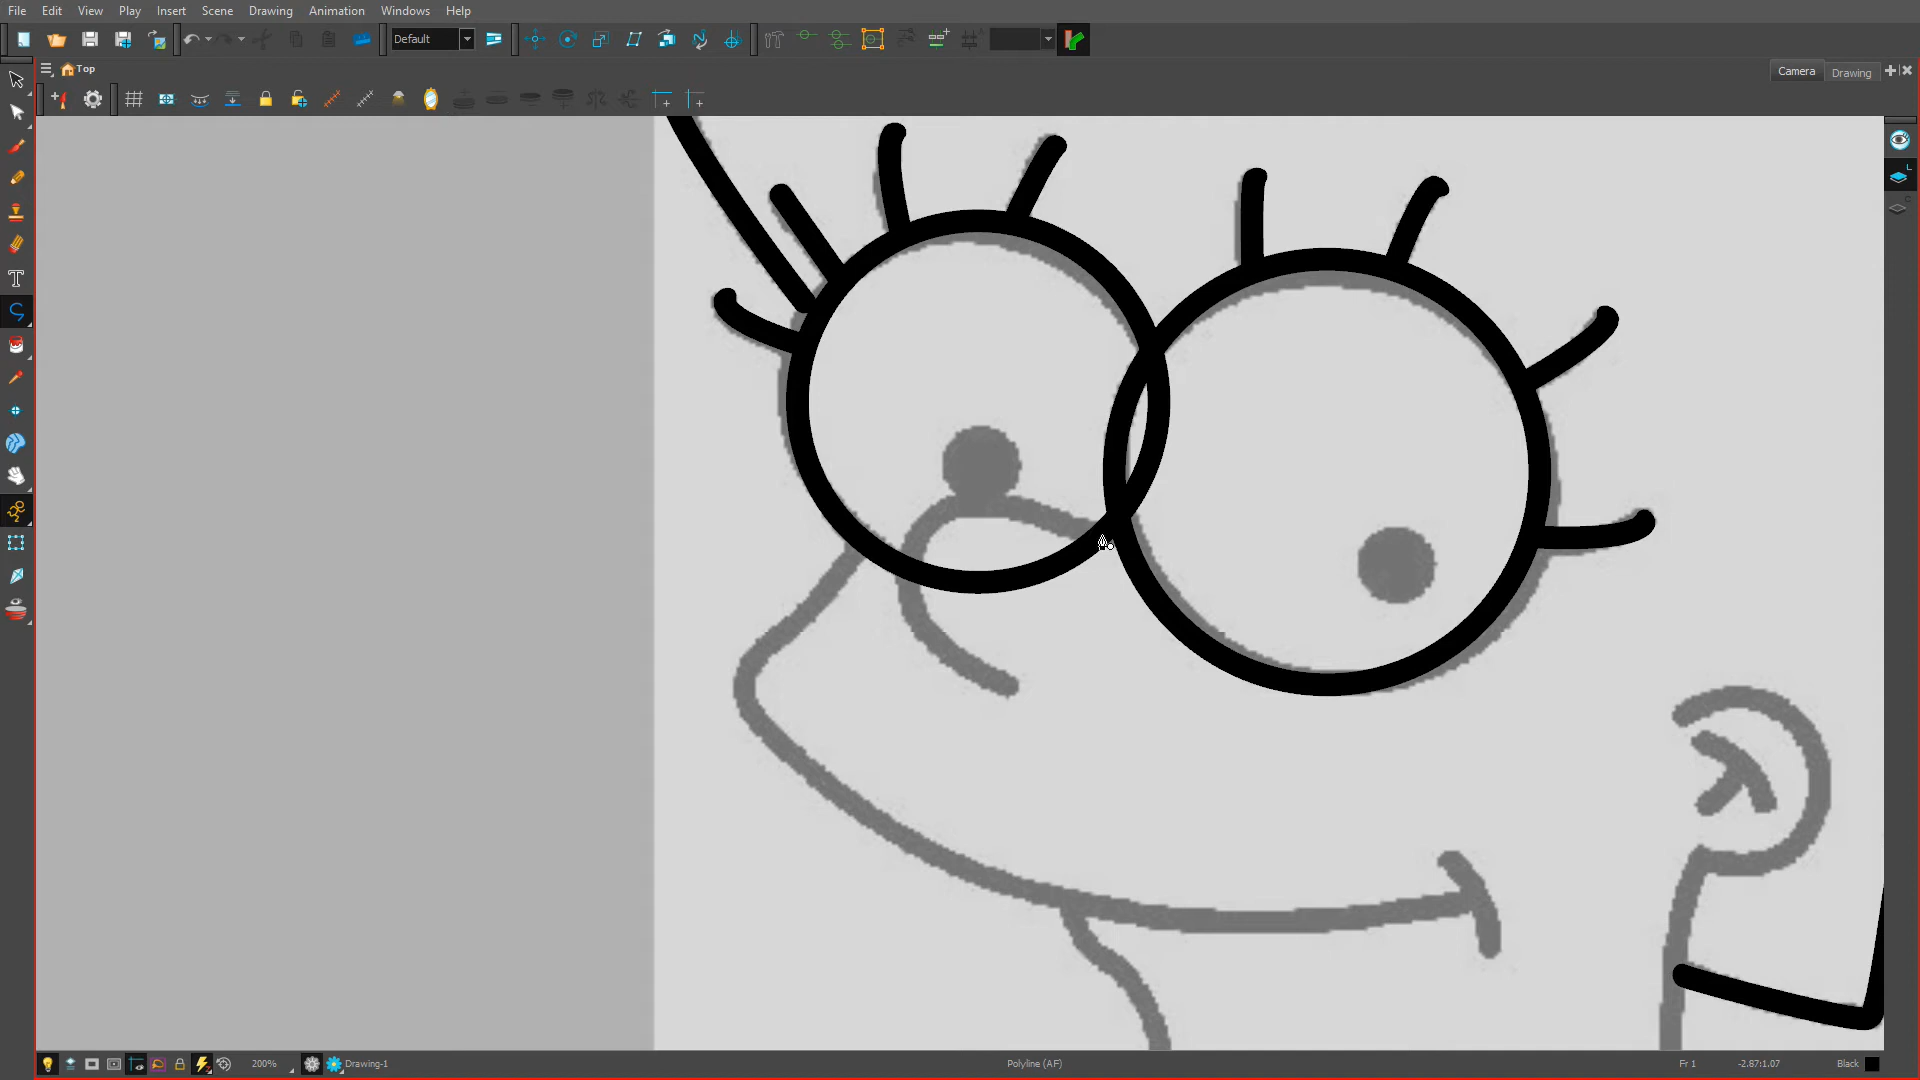 File Edit View Play Insert Scene Drawing Animation Windows Help
Default
Top
Camera Drawing
200% Drawing-1 Polyline (AF) Fr 1 -2.87:1.07 Black